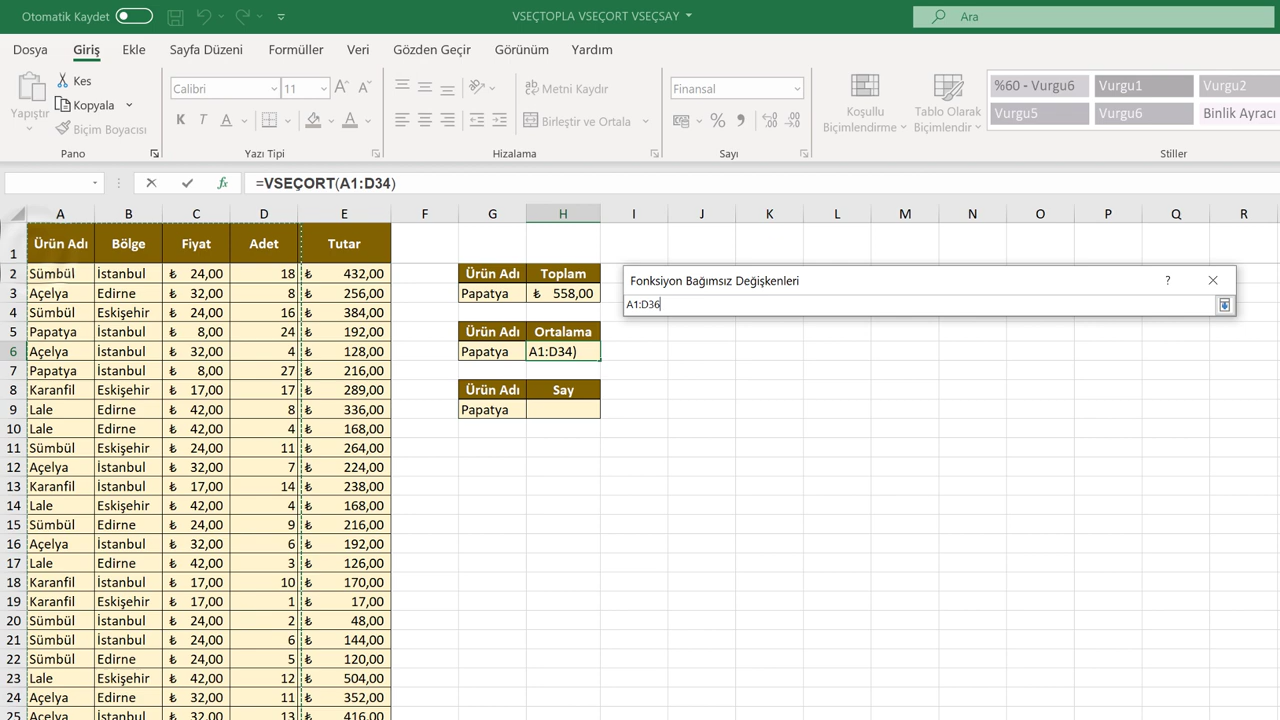 Otomatik Kaydet
VSEÇTOPLA VSEÇORT VSEÇSAY
Ara
Dosya Giriş Ekle Sayfa Düzeni Formüller Veri Gözden Geçir Görünüm Yardım
Yapıştır
Kes
Kopyala
Biçim Boyacısı
Pano
Calibri 11
K T A
Yazı Tipi
Metni Kaydır
Birleştir ve Ortala
Hizalama
Finansal
Sayı
Koşullu Biçimlendirme
Tablo Olarak Biçimlendir
%60 - Vurgu6 Vurgu1 Vurgu2
Vurgu5 Vurgu6 Binlik Ayracı
Stiller
fx =VSEÇORT(A1:D34)
A B C D E F G H I J K L M N O P Q R
1 Ürün Adı Bölge Fiyat Adet Tutar
2 Sümbül İstanbul ₺ 24,00 18 ₺ 432,00 Ürün Adı Toplam
3 Açelya Edirne ₺ 32,00 8 ₺ 256,00 Papatya ₺ 558,00
4 Sümbül Eskişehir ₺ 24,00 16 ₺ 384,00
5 Papatya İstanbul ₺ 8,00 24 ₺ 192,00 Ürün Adı Ortalama
6 Açelya İstanbul ₺ 32,00 4 ₺ 128,00 Papatya A1:D34)
7 Papatya İstanbul ₺ 8,00 27 ₺ 216,00
8 Karanfil Eskişehir ₺ 17,00 17 ₺ 289,00 Ürün Adı Say
9 Lale Edirne ₺ 42,00 8 ₺ 336,00 Papatya
10 Lale Edirne ₺ 42,00 4 ₺ 168,00
11 Sümbül Eskişehir ₺ 24,00 11 ₺ 264,00
12 Açelya İstanbul ₺ 32,00 7 ₺ 224,00
13 Karanfil İstanbul ₺ 17,00 14 ₺ 238,00
14 Lale Eskişehir ₺ 42,00 4 ₺ 168,00
15 Sümbül Edirne ₺ 24,00 9 ₺ 216,00
16 Açelya İstanbul ₺ 32,00 6 ₺ 192,00
17 Lale Edirne ₺ 42,00 3 ₺ 126,00
18 Karanfil İstanbul ₺ 17,00 10 ₺ 170,00
19 Karanfil Eskişehir ₺ 17,00 1 ₺ 17,00
20 Sümbül İstanbul ₺ 24,00 2 ₺ 48,00
21 Sümbül İstanbul ₺ 24,00 6 ₺ 144,00
22 Sümbül Edirne ₺ 24,00 5 ₺ 120,00
23 Lale Eskişehir ₺ 42,00 12 ₺ 504,00
24 Açelya Edirne ₺ 32,00 11 ₺ 352,00
25 Açelya İstanbul ₺ 32,00 13 ₺ 416,00
Fonksiyon Bağımsız Değişkenleri ?
A1:D36